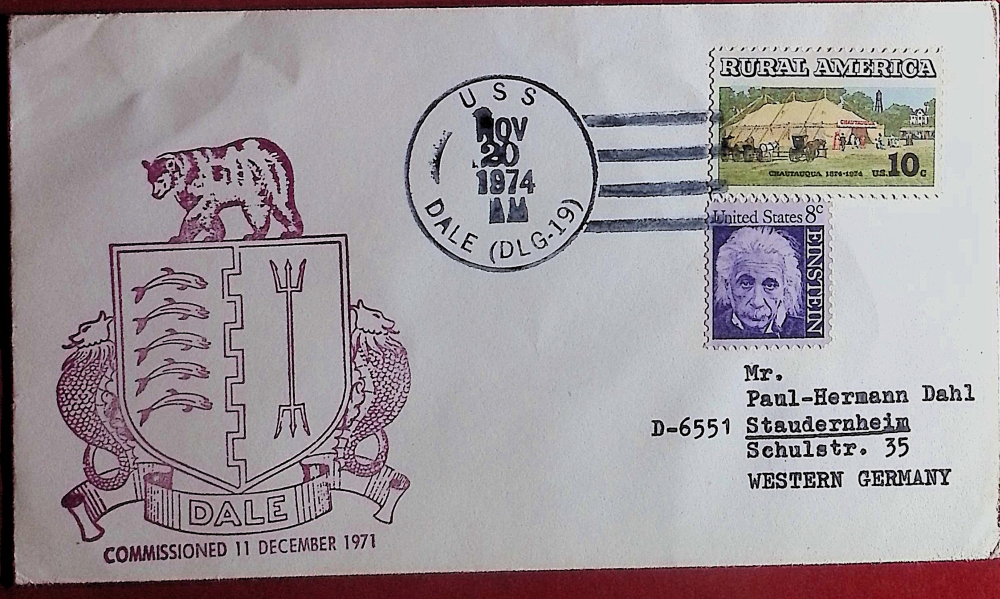 USS
NOV
20
1974
AM
DALE (DLG-19)
RURAL AMERICA
CHAUTAUQUA
CHAUTAUQUA 1874-1974 U.S. 10c
United States 8c
EINSTEIN
Mr.
Paul-Hermann Dahl
D-6551 Staudernheim
Schulstr. 35
WESTERN GERMANY
DALE
COMMISSIONED 11 DECEMBER 1971